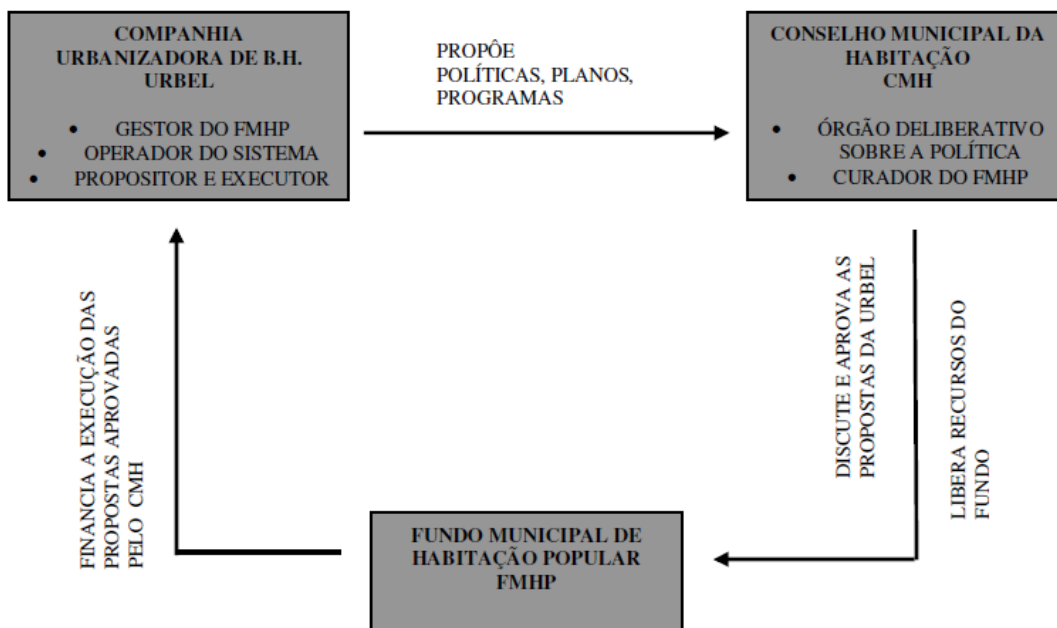 COMPANHIA
URBANIZADORA DE B.H.
URBEL
• GESTOR DO FMHP
• OPERADOR DO SISTEMA
• PROPOSITOR E EXECUTOR
PROPÔE
POLÍTICAS, PLANOS,
PROGRAMAS
CONSELHO MUNICIPAL DA
HABITAÇÃO
CMH
• ÓRGÃO DELIBERATIVO
SOBRE A POLÍTICA
• CURADOR DO FMHP
DISCUTE E APROVA AS
PROPOSTAS DA URBEL
LIBERA RECURSOS DO
FUNDO
FUNDO MUNICIPAL DE
HABITAÇÃO POPULAR
FMHP
FINANCIA A EXECUÇÃO DAS
PROPOSTAS APROVADAS
PELO CMH